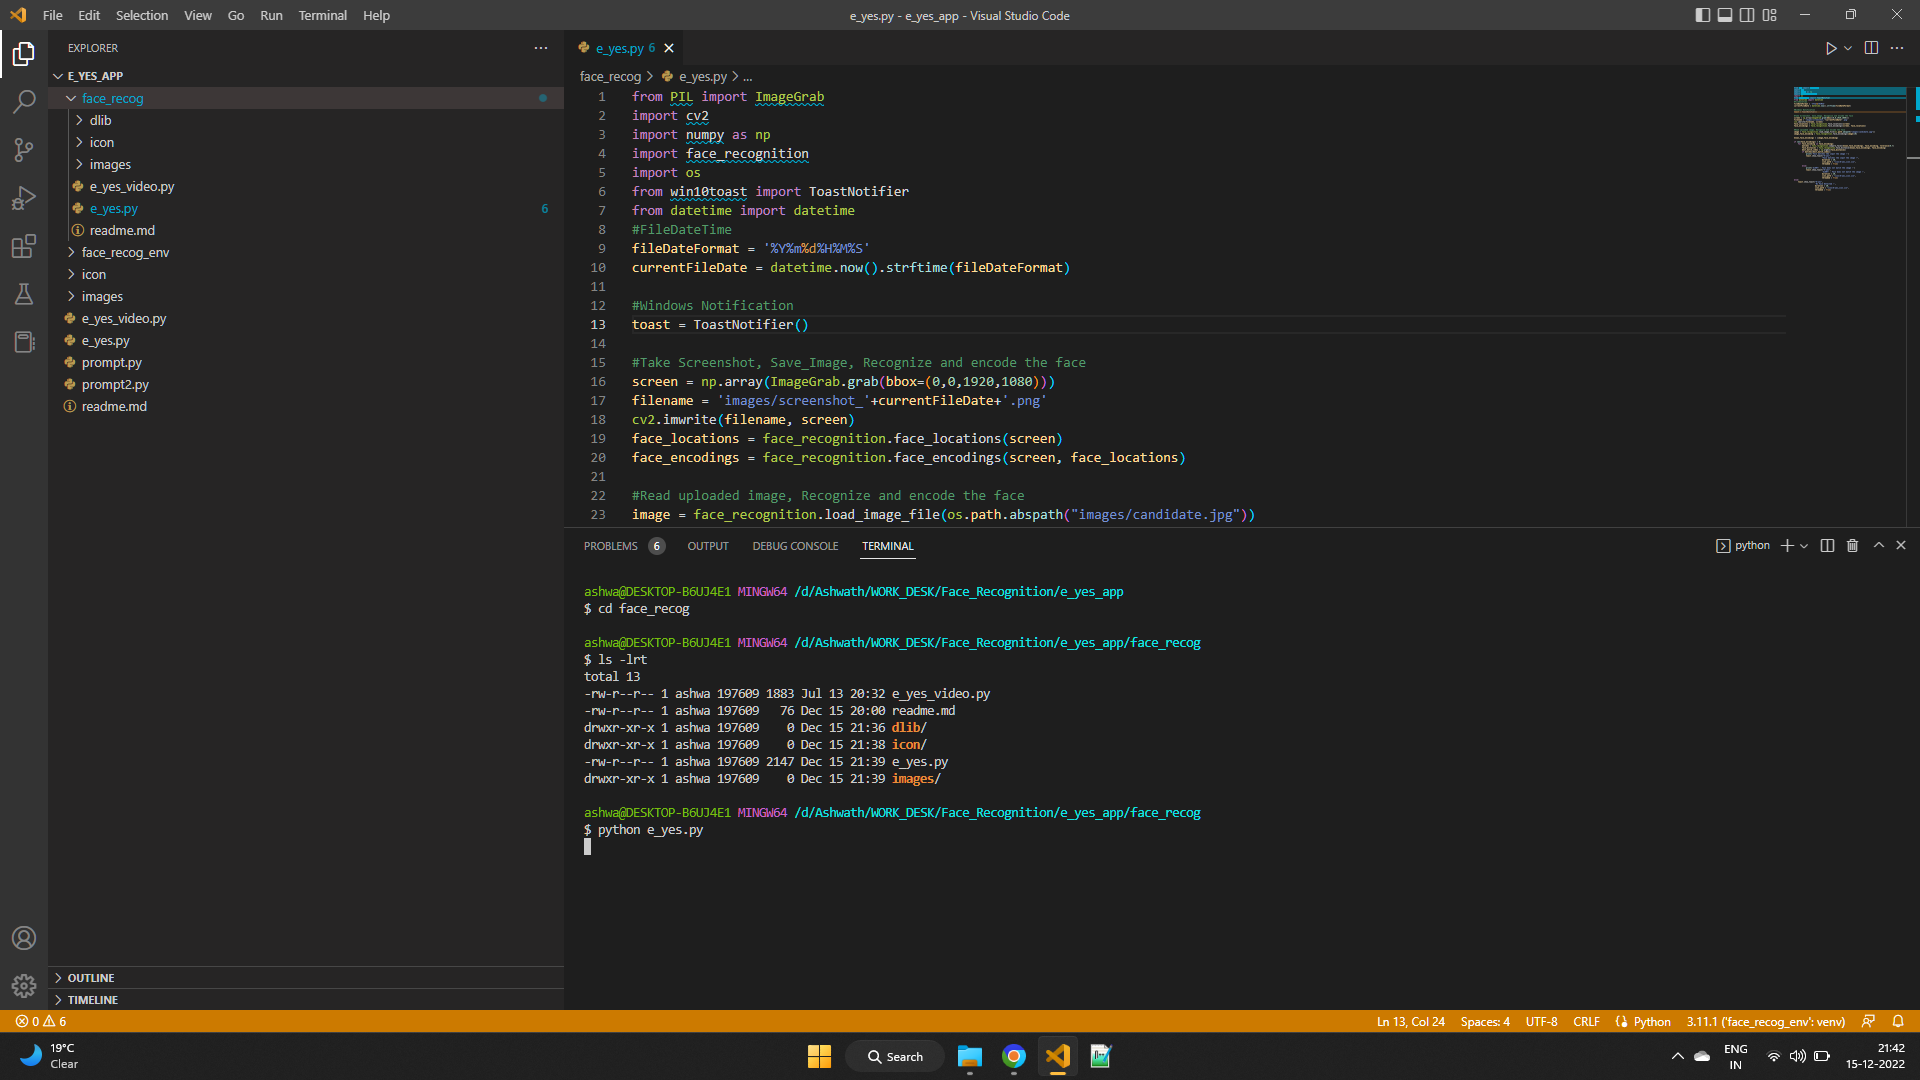 File Edit Selection View Go Run Terminal Help
e_yes.py - e_yes_app - Visual Studio Code
EXPLORER
E_YES_APP
face_recog
dlib
icon
images
e_yes_video.py
e_yes.py 6
readme.md
face_recog_env
icon
images
e_yes_video.py
e_yes.py
prompt.py
prompt2.py
readme.md
OUTLINE
TIMELINE
e_yes.py 6
face_recog > e_yes.py > ...
1 from PIL import ImageGrab
2 import cv2
3 import numpy as np
4 import face_recognition
5 import os
6 from win10toast import ToastNotifier
7 from datetime import datetime
8 #FileDateTime
9 fileDateFormat = '%Y%m%d%H%M%S'
10 currentFileDate = datetime.now().strftime(fileDateFormat)
11
12 #Windows Notification
13 toast = ToastNotifier()
14
15 #Take Screenshot, Save_Image, Recognize and encode the face
16 screen = np.array(ImageGrab.grab(bbox=(0,0,1920,1080)))
17 filename = 'images/screenshot_'+currentFileDate+'.png'
18 cv2.imwrite(filename, screen)
19 face_locations = face_recognition.face_locations(screen)
20 face_encodings = face_recognition.face_encodings(screen, face_locations)
21
22 #Read uploaded image, Recognize and encode the face
23 image = face_recognition.load_image_file(os.path.abspath("images/candidate.jpg"))
PROBLEMS 6 OUTPUT DEBUG CONSOLE TERMINAL
python
ashwa@DESKTOP-B6UJ4E1 MINGW64 /d/Ashwath/WORK_DESK/Face_Recognition/e_yes_app
$ cd face_recog
ashwa@DESKTOP-B6UJ4E1 MINGW64 /d/Ashwath/WORK_DESK/Face_Recognition/e_yes_app/face_recog
$ ls -lrt
total 13
-rw-r--r-- 1 ashwa 197609 1883 Jul 13 20:32 e_yes_video.py
-rw-r--r-- 1 ashwa 197609 76 Dec 15 20:00 readme.md
drwxr-xr-x 1 ashwa 197609 0 Dec 15 21:36 dlib/
drwxr-xr-x 1 ashwa 197609 0 Dec 15 21:38 icon/
-rw-r--r-- 1 ashwa 197609 2147 Dec 15 21:39 e_yes.py
drwxr-xr-x 1 ashwa 197609 0 Dec 15 21:39 images/
ashwa@DESKTOP-B6UJ4E1 MINGW64 /d/Ashwath/WORK_DESK/Face_Recognition/e_yes_app/face_recog
$ python e_yes.py
0 6
Ln 13, Col 24 Spaces: 4 UTF-8 CRLF Python 3.11.1 ('face_recog_env': venv)
19°C
Clear
Search
ENG
IN
21:42
15-12-2022